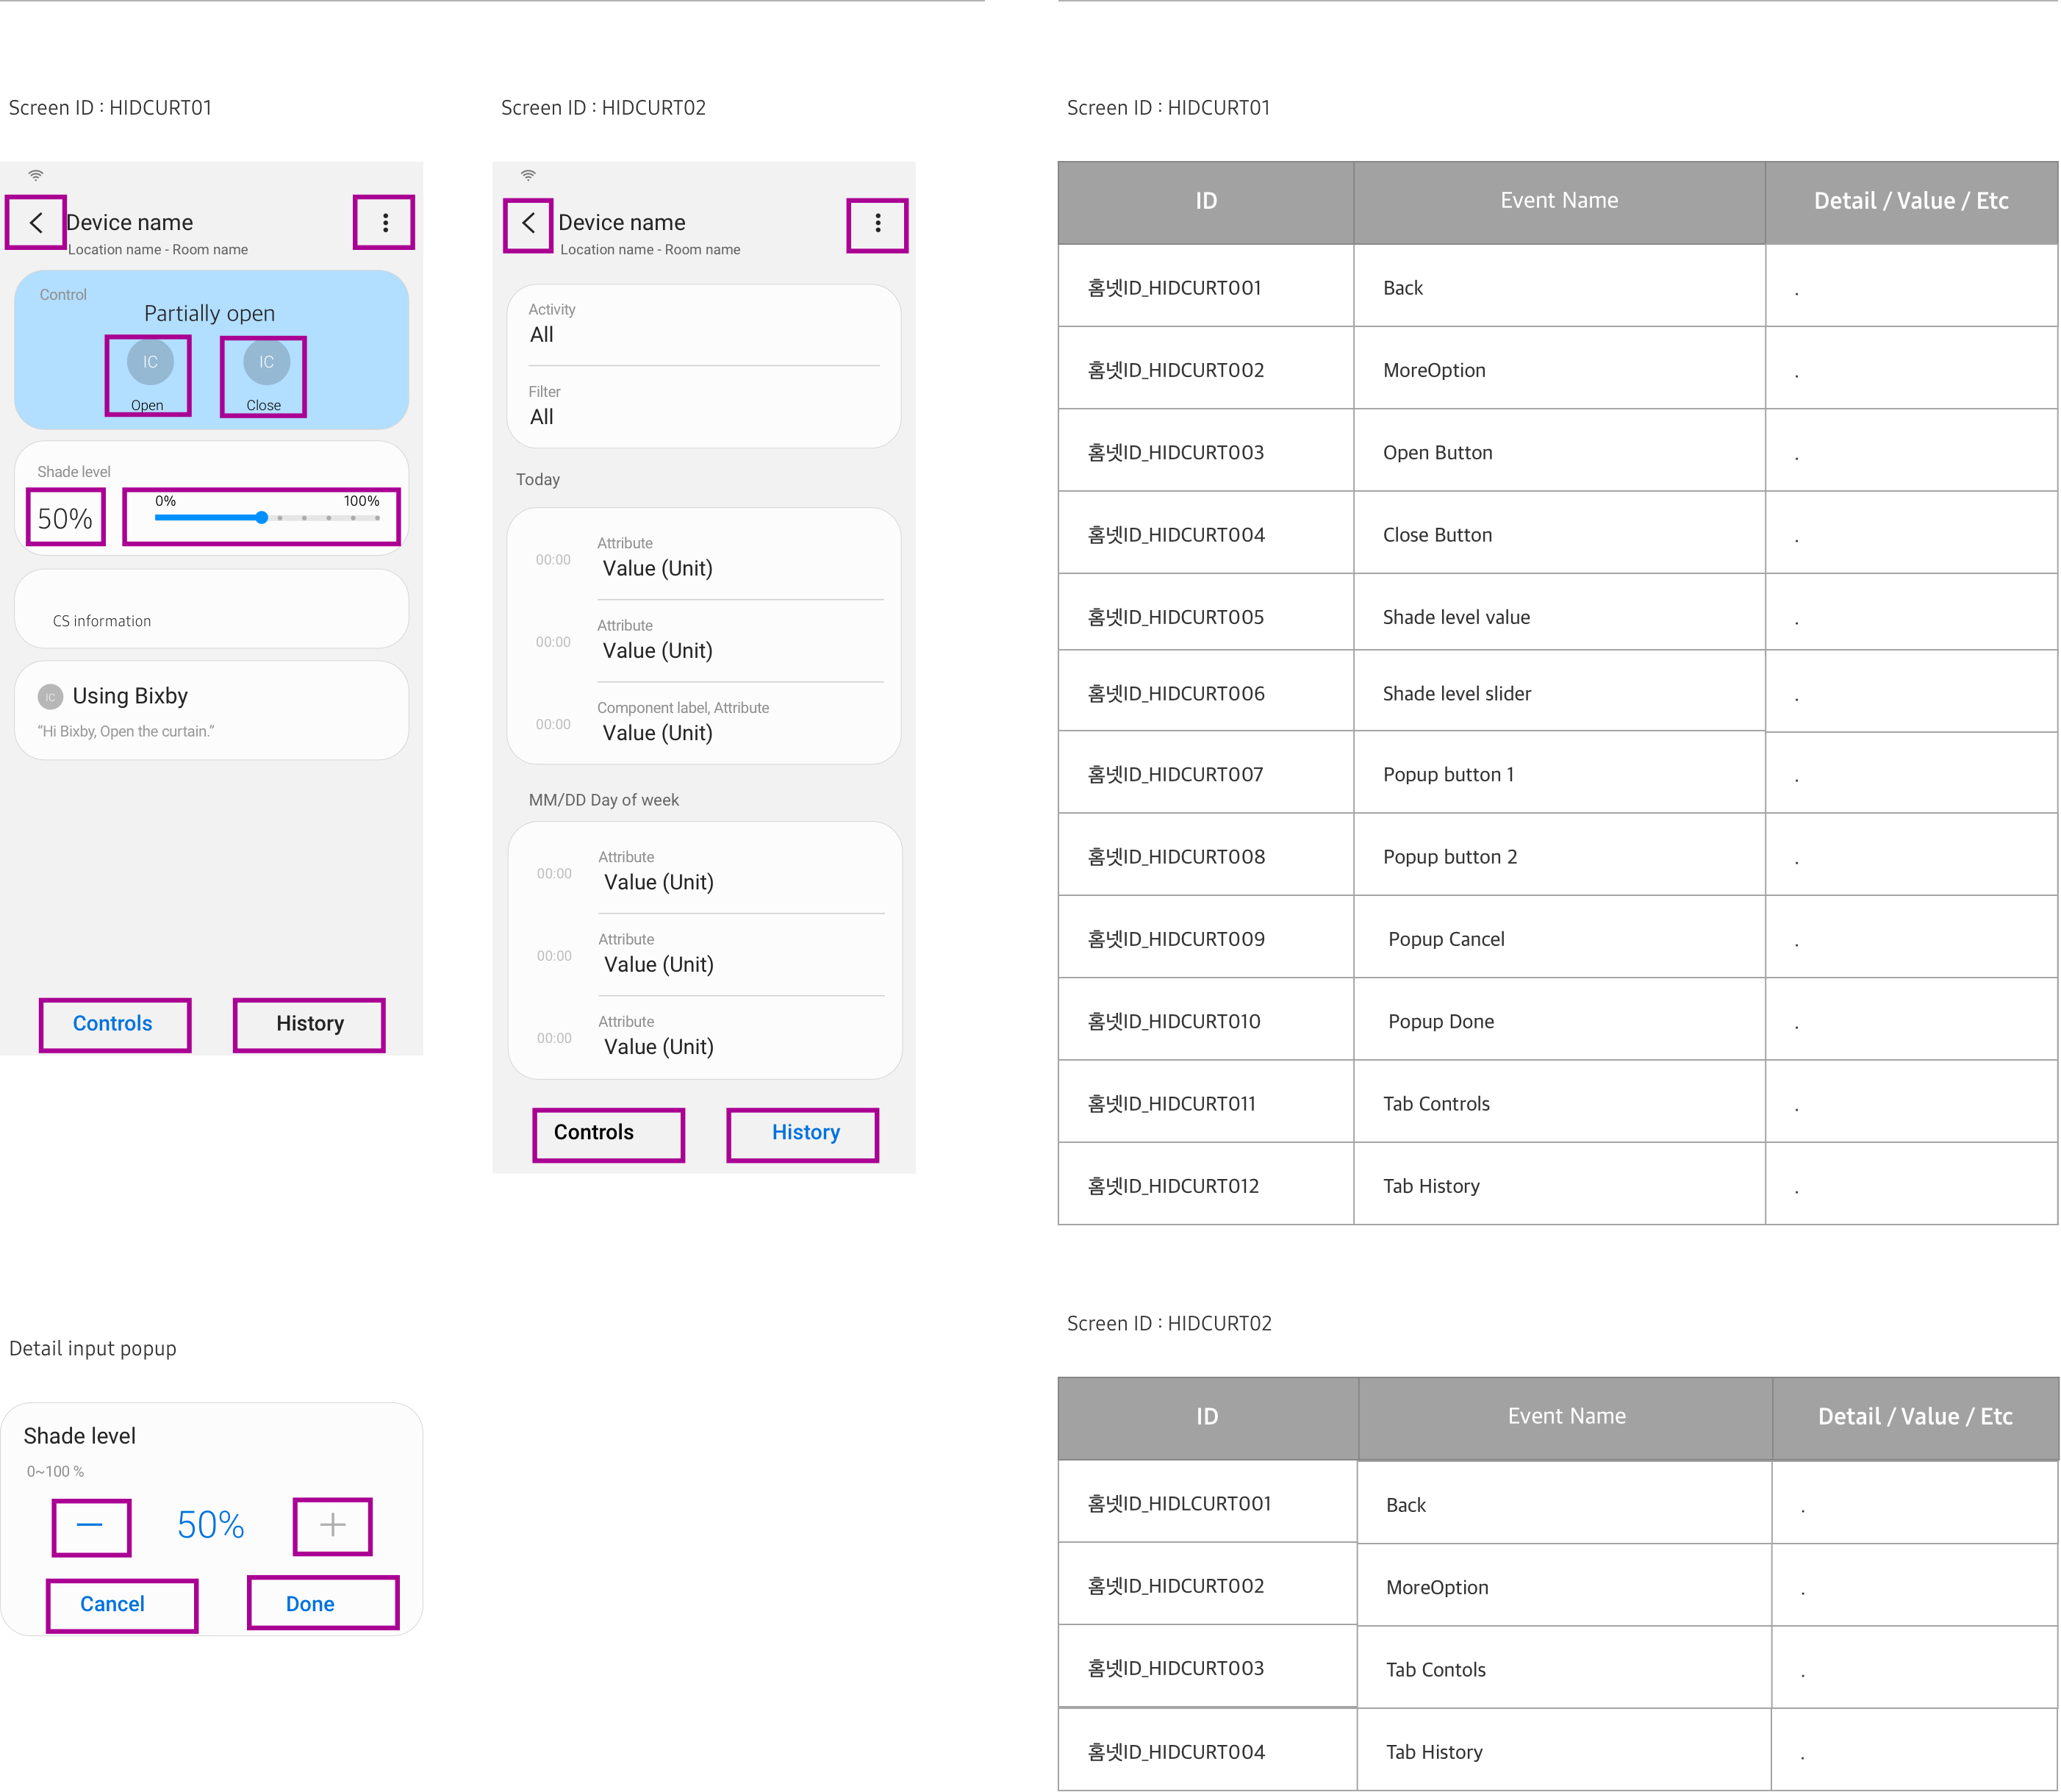 Screen ID : HIDCURT01
Device name
Location name - Room name
Control
Partially open
IC
IC
Open
Close
Shade level
50%
0%
100%
CS information
IC
Using Bixby
“Hi Bixby, Open the curtain.”
Controls
History
Screen ID : HIDCURT02
Device name
Location name - Room name
Activity
All
Filter
All
Today
00:00
Attribute
Value (Unit)
00:00
Attribute
Value (Unit)
00:00
Component label, Attribute
Value (Unit)
MM/DD Day of week
00:00
Attribute
Value (Unit)
00:00
Attribute
Value (Unit)
00:00
Attribute
Value (Unit)
Controls
History
Detail input popup
Shade level
0~100 %
50%
Cancel
Done
Screen ID : HIDCURT01
ID Event Name Detail / Value / Etc
홈넷ID_HIDCURT001 Back .
홈넷ID_HIDCURT002 MoreOption .
홈넷ID_HIDCURT003 Open Button .
홈넷ID_HIDCURT004 Close Button .
홈넷ID_HIDCURT005 Shade level value .
홈넷ID_HIDCURT006 Shade level slider .
홈넷ID_HIDCURT007 Popup button 1 .
홈넷ID_HIDCURT008 Popup button 2 .
홈넷ID_HIDCURT009 Popup Cancel .
홈넷ID_HIDCURT010 Popup Done .
홈넷ID_HIDCURT011 Tab Controls .
홈넷ID_HIDCURT012 Tab History .
Screen ID : HIDCURT02
ID Event Name Detail / Value / Etc
홈넷ID_HIDLCURT001 Back .
홈넷ID_HIDCURT002 MoreOption .
홈넷ID_HIDCURT003 Tab Contols .
홈넷ID_HIDCURT004 Tab History .